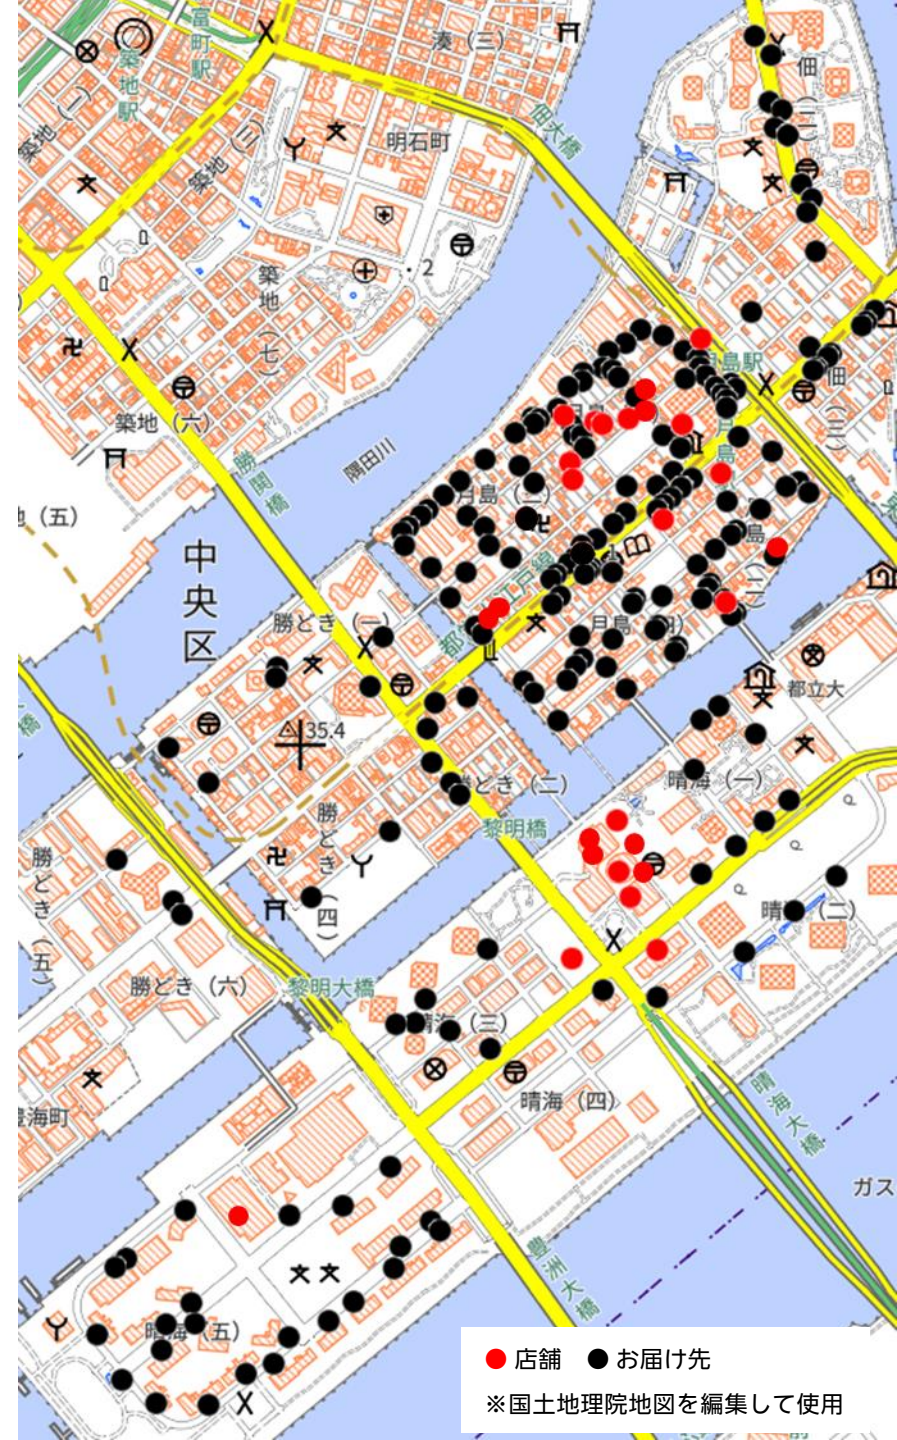 湊（三）
富町駅
築地駅
佃
（二）
佃大橋
築地（一）
築地（二）
明石町
2
築地（七）
月島駅
佃（三）
築地（六）
勝鬨橋
隅田川
月島（三）
（五）
中央区
島（二）
都
江戸線
勝どき（一）
月島（四）
都立大
35.4
勝どき（二）
晴海（一）
黎明橋
勝どき（四）
勝どき（五）
晴海（二）
勝どき（六）
黎明大橋
晴海（三）
晴海（四）
晴海大橋
豊海町
ガス
豊洲大橋
晴海（五）
店舗　お届け先
※国土地理院地図を編集して使用